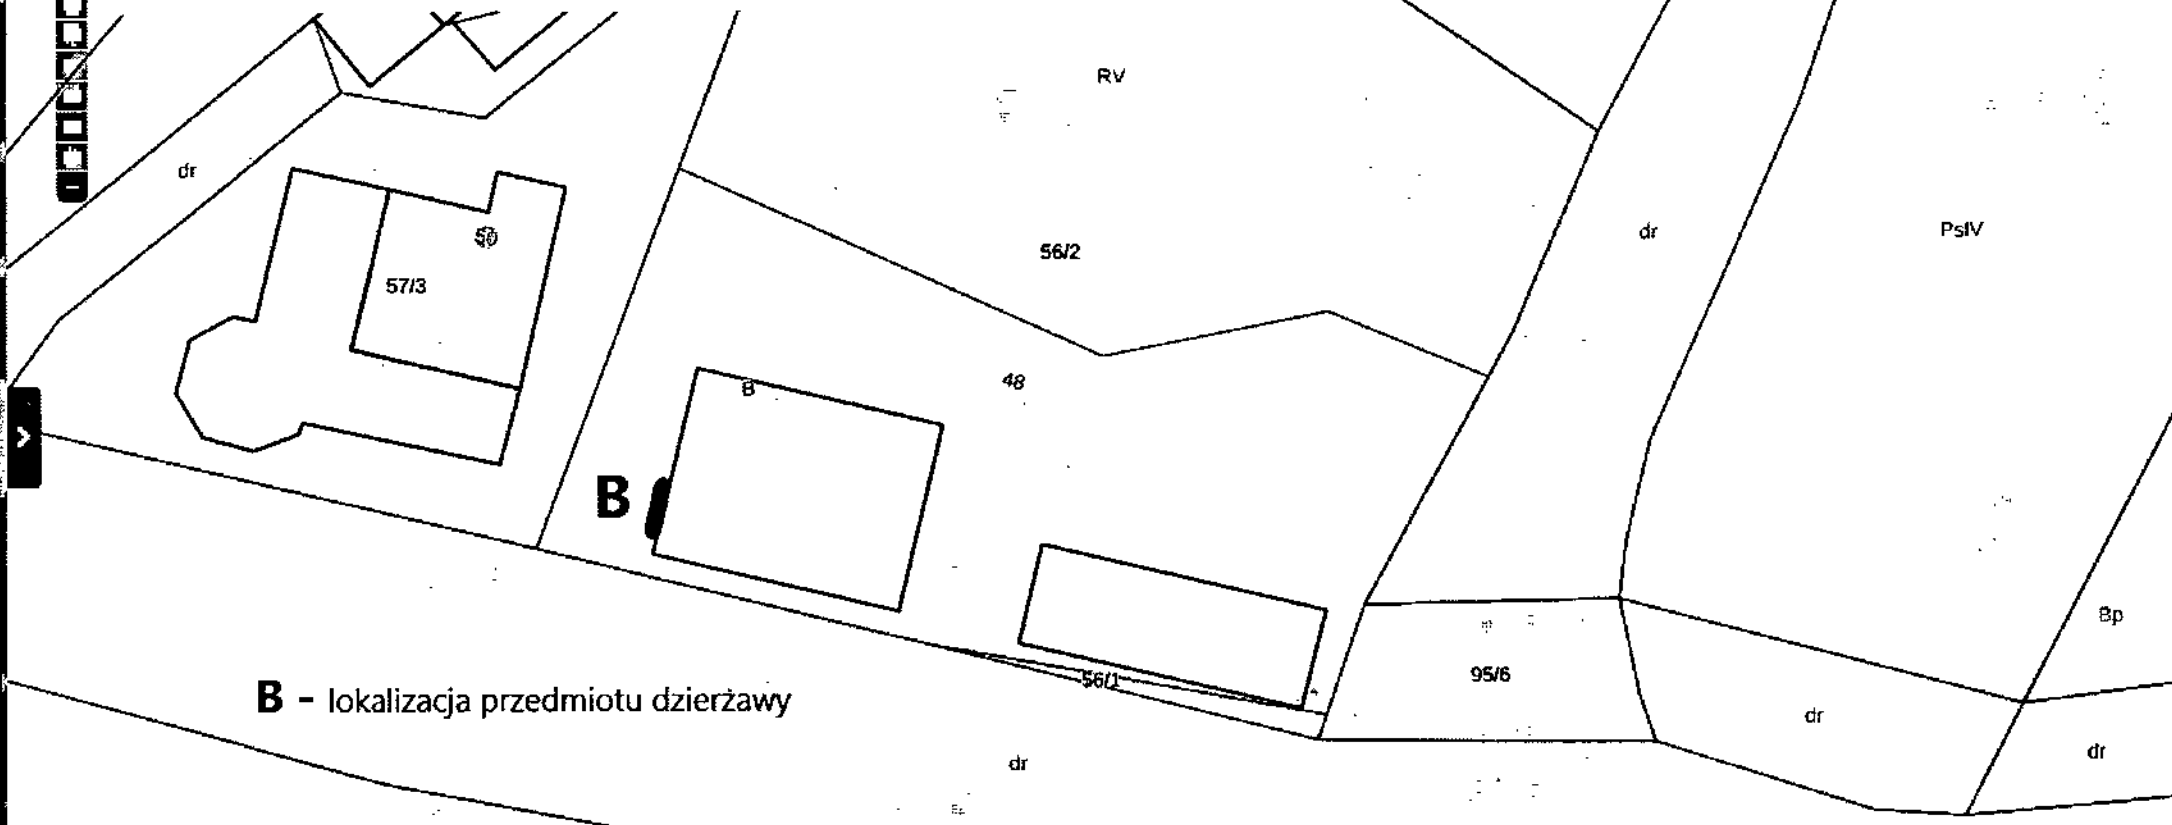 RV
dr
dr
PsIV
56/2
57/3
48
B
B
Bp
56/1
95/6
B - lokalizacja przedmiotu dzierżawy
dr
dr
dr